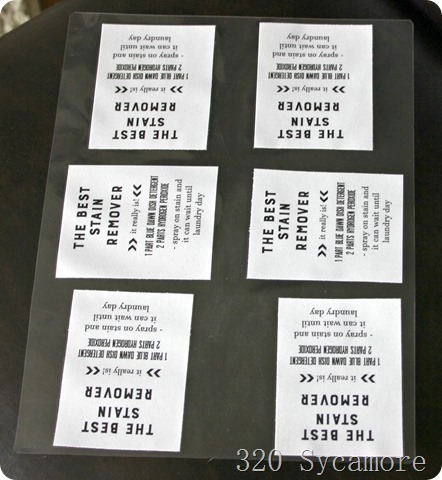 THE BEST
STAIN
REMOVER
>> it really is! <<
1 PART BLUE DAWN DISH DETERGENT
2 PARTS HYDROGEN PEROXIDE
- spray on stain and
it can wait until
laundry day
THE BEST
STAIN
REMOVER
>> it really is! <<
1 PART BLUE DAWN DISH DETERGENT
2 PARTS HYDROGEN PEROXIDE
- spray on stain and
it can wait until
laundry day
THE BEST
STAIN
REMOVER
>> it really is! <<
1 PART BLUE DAWN DISH DETERGENT
2 PARTS HYDROGEN PEROXIDE
- spray on stain and
it can wait until
laundry day
THE BEST
STAIN
REMOVER
>> it really is! <<
1 PART BLUE DAWN DISH DETERGENT
2 PARTS HYDROGEN PEROXIDE
- spray on stain and
it can wait until
laundry day
THE BEST
STAIN
REMOVER
>> it really is! <<
1 PART BLUE DAWN DISH DETERGENT
2 PARTS HYDROGEN PEROXIDE
- spray on stain and
it can wait until
laundry day
THE BEST
STAIN
REMOVER
>> it really is! <<
1 PART BLUE DAWN DISH DETERGENT
2 PARTS HYDROGEN PEROXIDE
- spray on stain and
it can wait until
laundry day
320 Sycamore